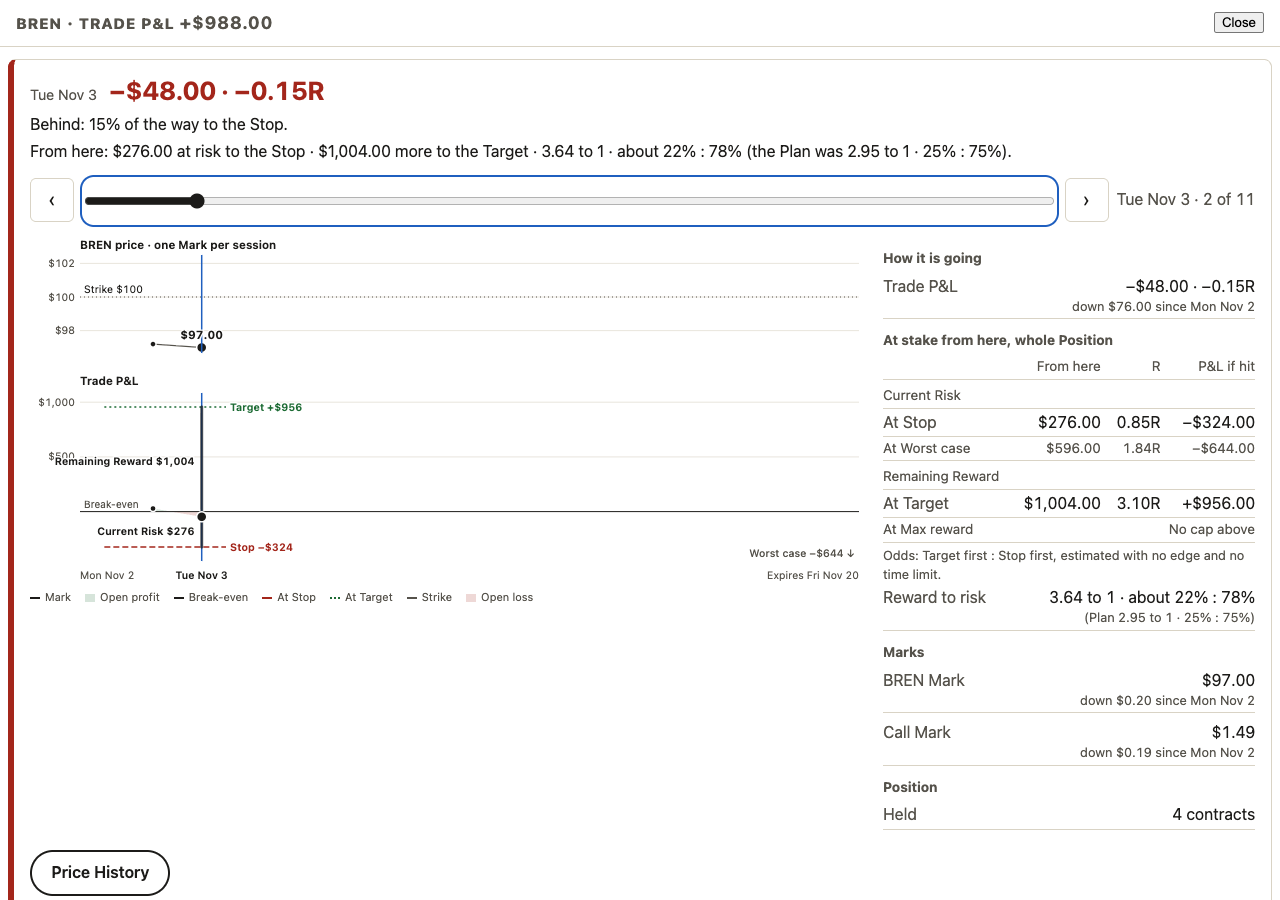 BREN · TRADE P&L +$988.00
Close
Tue Nov 3 −$48.00 · −0.15R
Behind: 15% of the way to the Stop.
From here: $276.00 at risk to the Stop · $1,004.00 more to the Target · 3.64 to 1 · about 22% : 78% (the Plan was 2.95 to 1 · 25% : 75%).
‹
›
Tue Nov 3 · 2 of 11
BREN price · one Mark per session
$102
Strike $100
$100
$98
$97.00
Trade P&L
$1,000
Target +$956
$500
Remaining Reward $1,004
Break-even
Current Risk $276
Stop −$324
Worst case −$644 ↓
Mon Nov 2
Tue Nov 3
Expires Fri Nov 20
Mark
Open profit
Break-even
At Stop
At Target
Strike
Open loss
How it is going
Trade P&L −$48.00 · −0.15R
down $76.00 since Mon Nov 2
At stake from here, whole Position
From here R P&L if hit
Current Risk
At Stop $276.00 0.85R −$324.00
At Worst case $596.00 1.84R −$644.00
Remaining Reward
At Target $1,004.00 3.10R +$956.00
At Max reward No cap above
Odds: Target first : Stop first, estimated with no edge and no
time limit.
Reward to risk 3.64 to 1 · about 22% : 78%
(Plan 2.95 to 1 · 25% : 75%)
Marks
BREN Mark $97.00
down $0.20 since Mon Nov 2
Call Mark $1.49
down $0.19 since Mon Nov 2
Position
Held 4 contracts
Price History